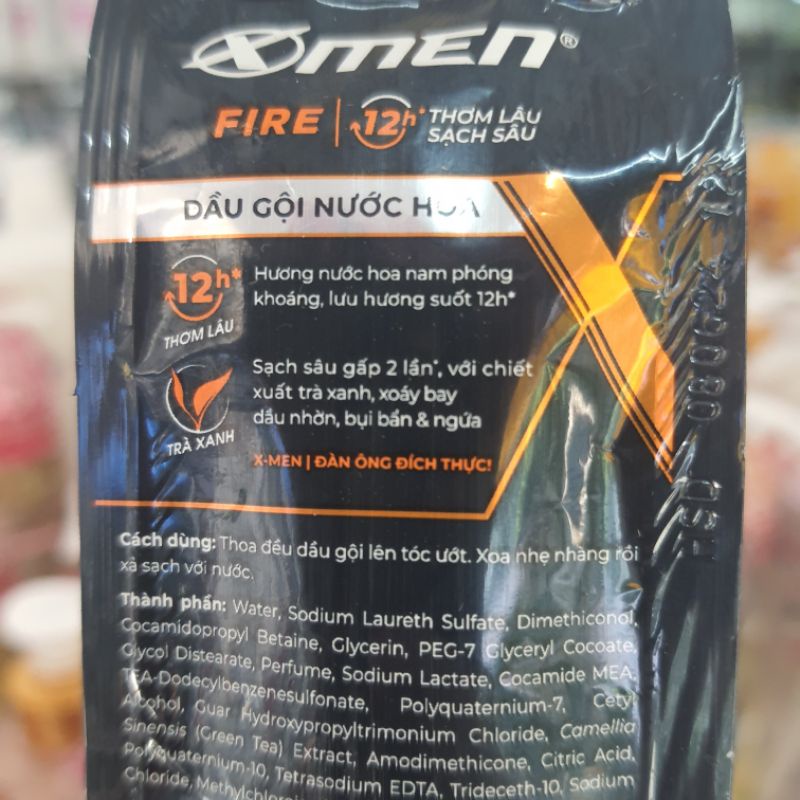 XMEN®
FIRE | 12h* THƠM LÂU
SẠCH SÂU
DẦU GỘI NƯỚC HOA
12h*
THƠM LÂU
Hương nước hoa nam phóng
khoáng, lưu hương suốt 12h*
TRÀ XANH
Sạch sâu gấp 2 lần*, với chiết
xuất trà xanh, xoáy bay
dầu nhờn, bụi bẩn & ngứa
X-MEN | ĐÀN ÔNG ĐÍCH THỰC!
Cách dùng: Thoa đều dầu gội lên tóc ướt. Xoa nhẹ nhàng rồi
xả sạch với nước.
Thành phần: Water, Sodium Laureth Sulfate, Dimethiconol,
Cocamidopropyl Betaine, Glycerin, PEG-7 Glyceryl Cocoate,
Glycol Distearate, Perfume, Sodium Lactate, Cocamide MEA,
TEA-Dodecylbenzenesulfonate, Polyquaternium-7, Cetyl
Alcohol, Guar Hydroxypropyltrimonium Chloride, Camellia
Sinensis (Green Tea) Extract, Amodimethicone, Citric Acid,
Polyquaternium-10, Tetrasodium EDTA, Trideceth-10, Sodium
Chloride,
HSD 080624